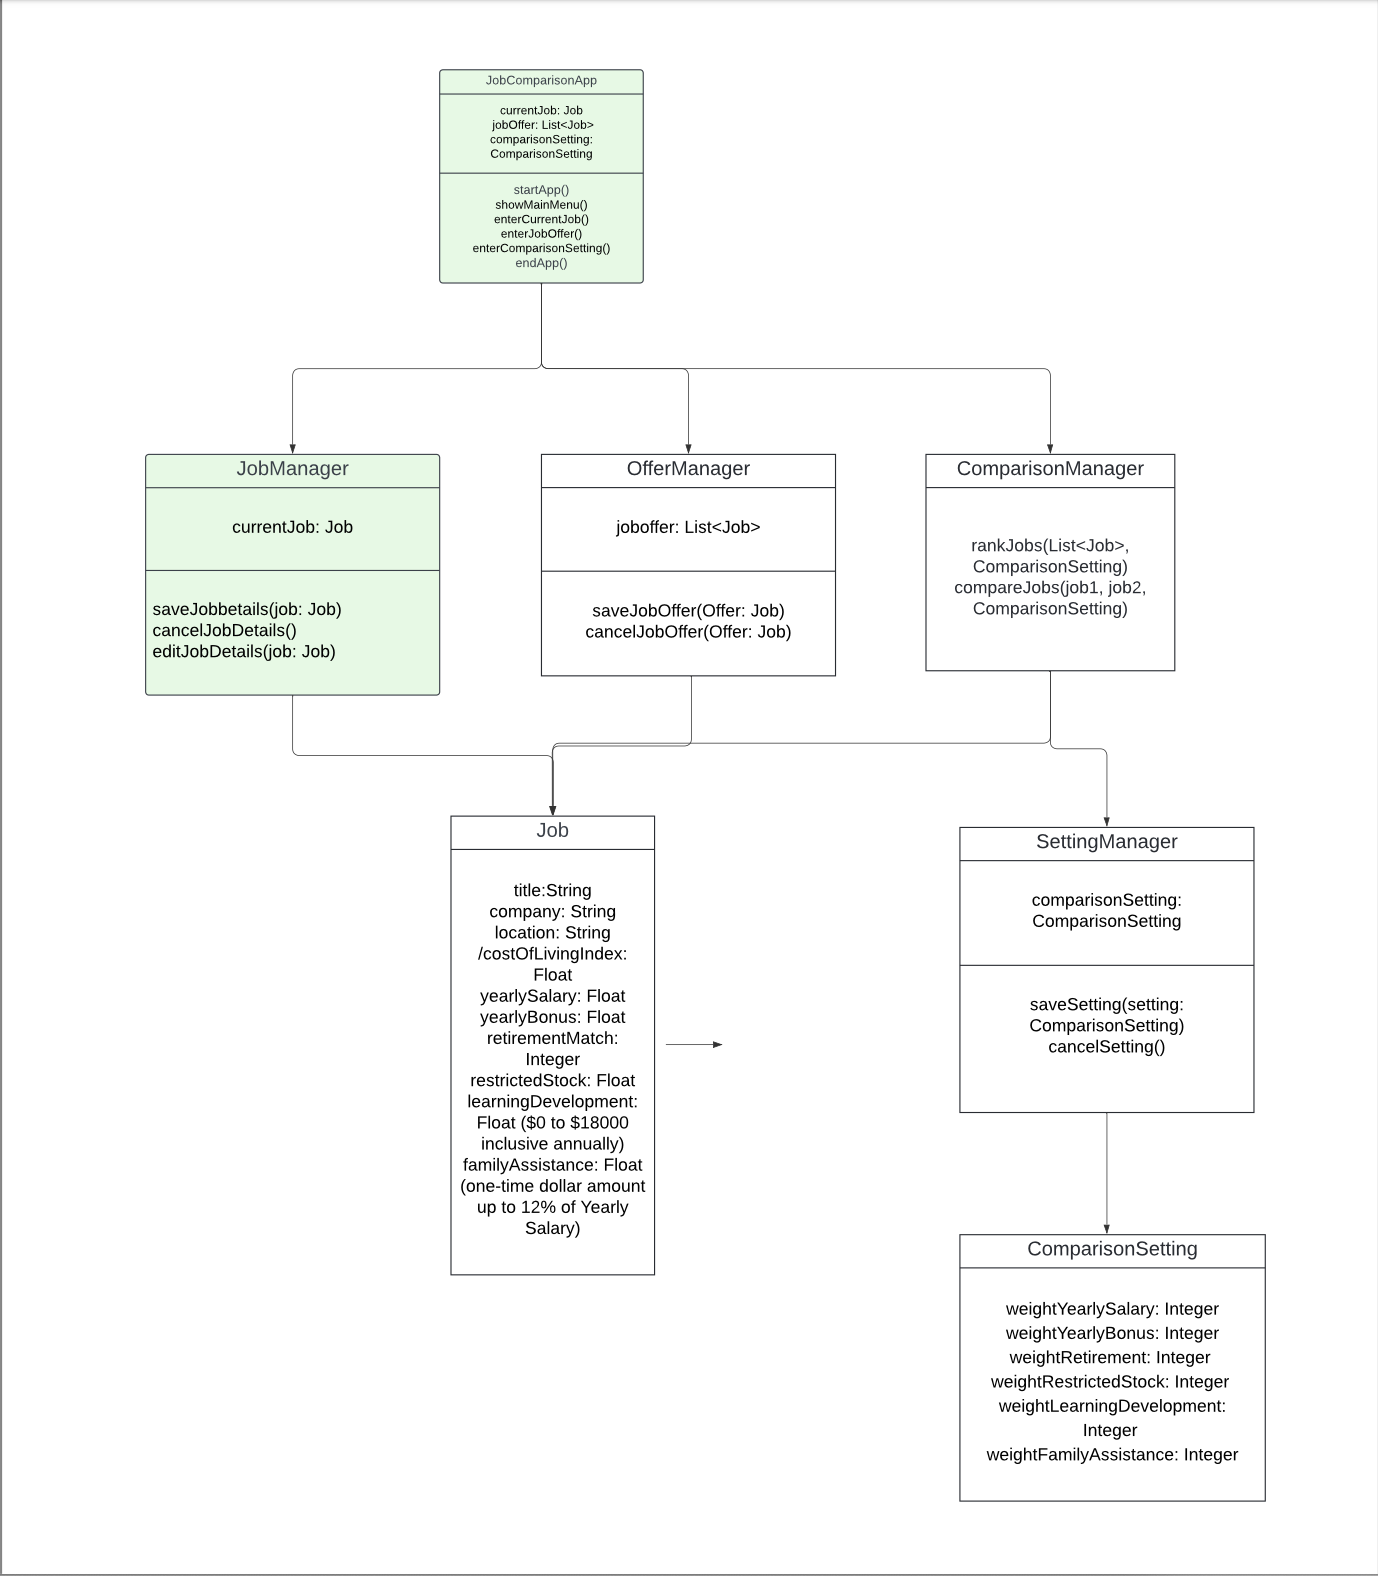 JobComparisonApp
currentJob: Job
jobOffer: List<Job>
comparisonSetting:
ComparisonSetting
startApp()
showMainMenu()
enterCurrentJob()
enterJobOffer()
enterComparisonSetting()
endApp()
JobManager
currentJob: Job
saveJobbetails(job: Job)
cancelJobDetails()
editJobDetails(job: Job)
OfferManager
joboffer: List<Job>
saveJobOffer(Offer: Job)
cancelJobOffer(Offer: Job)
ComparisonManager
rankJobs(List<Job>,
ComparisonSetting)
compareJobs(job1, job2,
ComparisonSetting)
Job
title:String
company: String
location: String
/costOfLivingIndex:
Float
yearlySalary: Float
yearlyBonus: Float
retirementMatch:
Integer
restrictedStock: Float
learningDevelopment:
Float ($0 to $18000
inclusive annually)
familyAssistance: Float
(one-time dollar amount
up to 12% of Yearly
Salary)
SettingManager
comparisonSetting:
ComparisonSetting
saveSetting(setting:
ComparisonSetting)
cancelSetting()
ComparisonSetting
weightYearlySalary: Integer
weightYearlyBonus: Integer
weightRetirement: Integer
weightRestrictedStock: Integer
weightLearningDevelopment:
Integer
weightFamilyAssistance: Integer